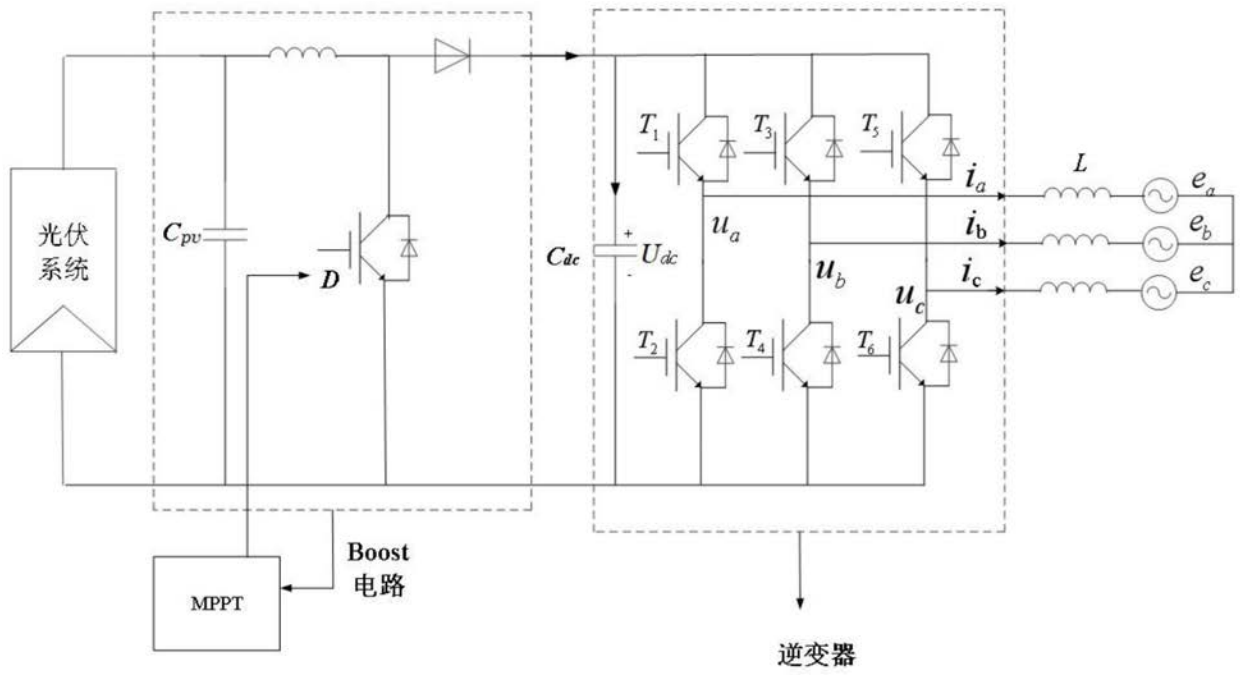 光伏
系统
C_pv
D
MPPT
Boost
电路
C_dc
+
U_dc
-
T_1
T_3
T_5
T_2
T_4
T_6
u_a
u_b
u_c
i_a
i_b
i_c
L
e_a
e_b
e_c
逆变器